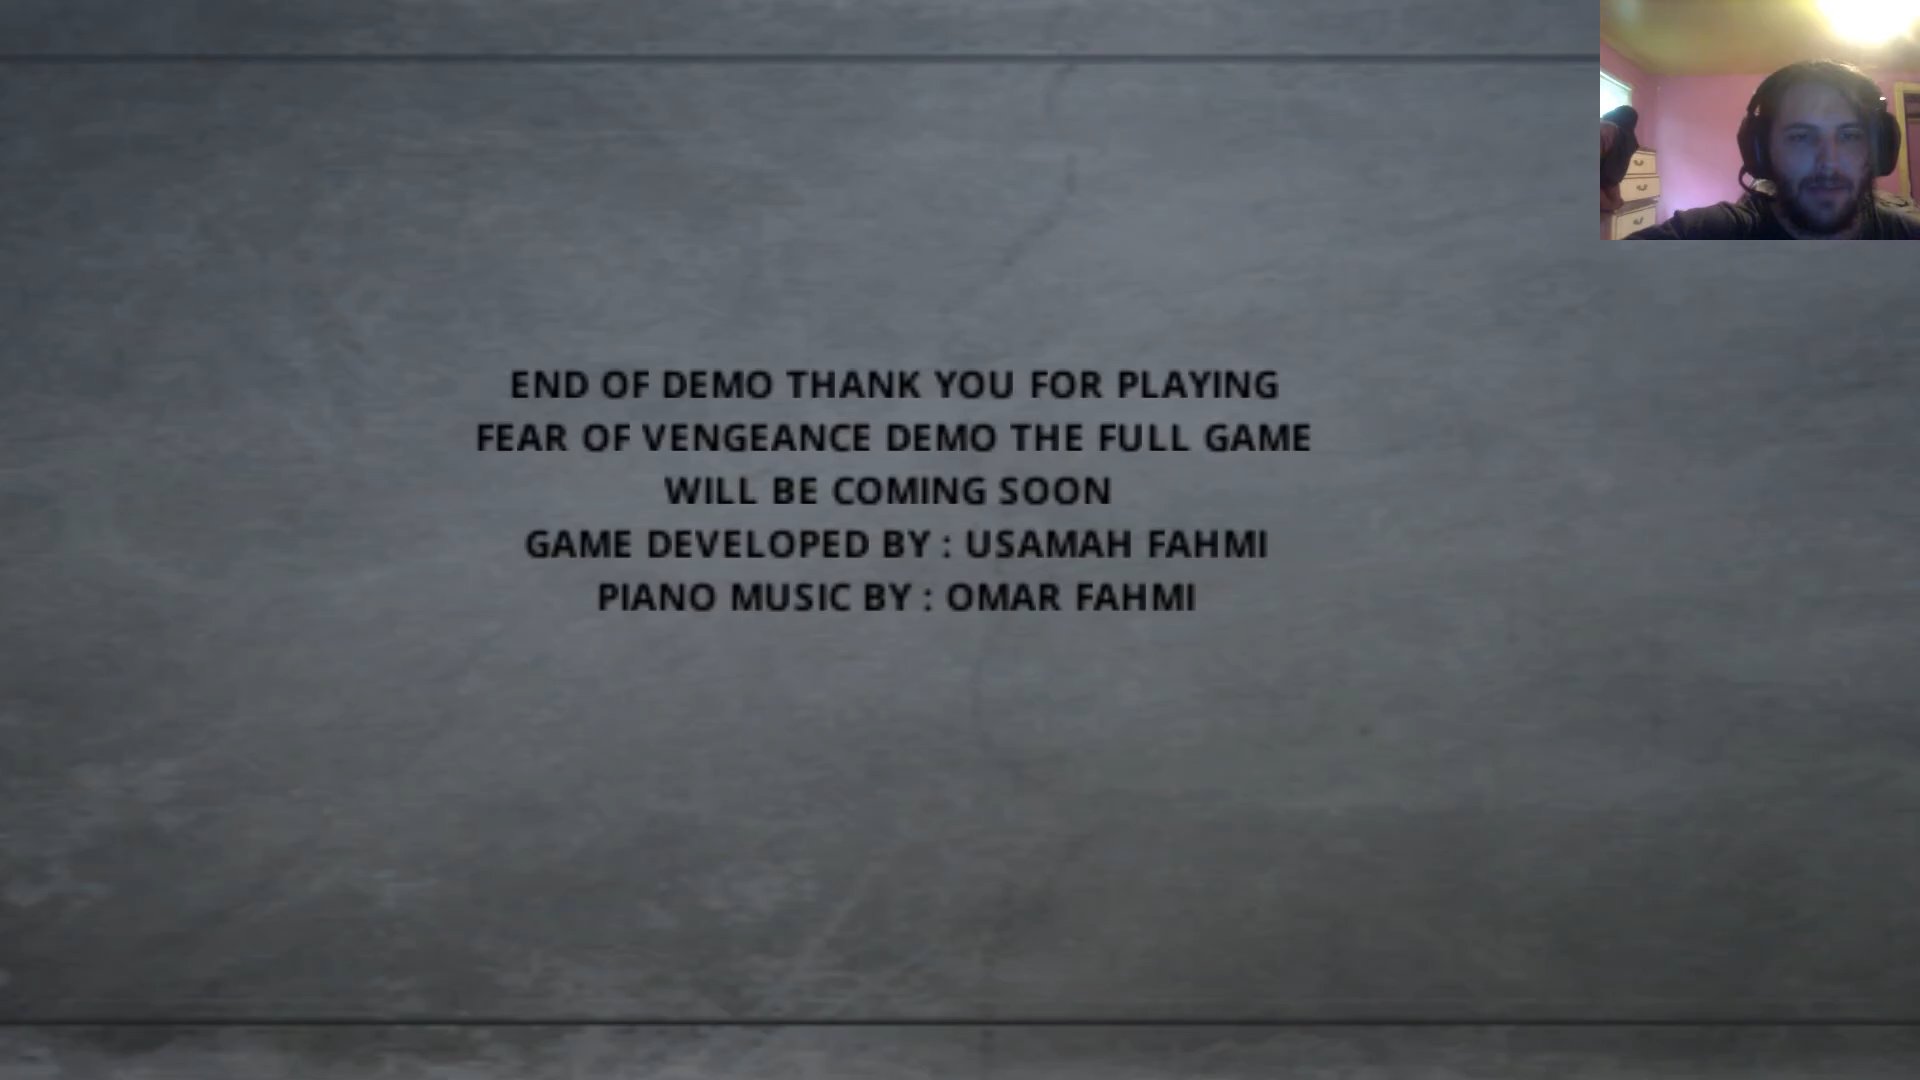 END OF DEMO THANK YOU FOR PLAYING
FEAR OF VENGEANCE DEMO THE FULL GAME
WILL BE COMING SOON
GAME DEVELOPED BY : USAMAH FAHMI
PIANO MUSIC BY : OMAR FAHMI